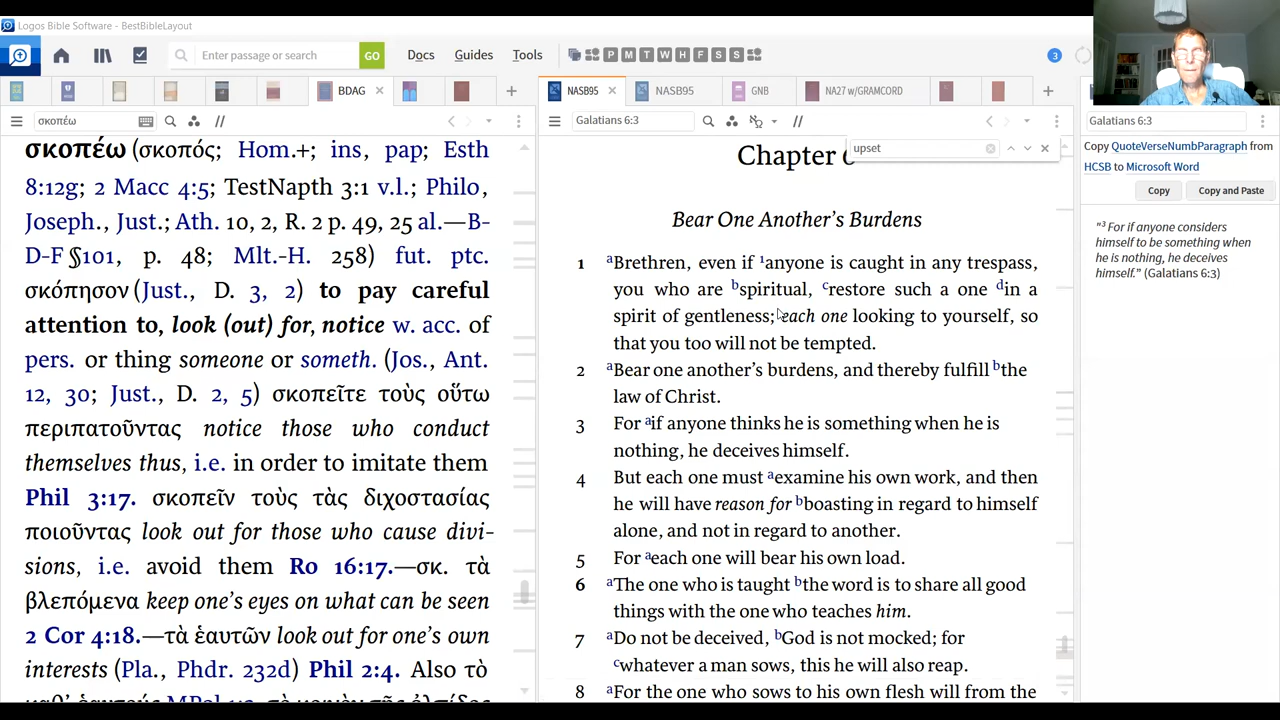 Logos Bible Software - BestBibleLayout
Enter passage or search
GO
Docs
Guides
Tools
P M T W H F S S
3
BDAG
NASB95
NASB95
GNB
NA27 w/GRAMCORD
σκοπέω
Galatians 6:3
Galatians 6:3
upset
σκοπέω (σκοπός; Hom.+; ins, pap; Esth
8:12g; 2 Macc 4:5; TestNapth 3:1 v.l.; Philo,
Joseph., Just.; Ath. 10, 2, R. 2 p. 49, 25 al.—B-
D-F §101, p. 48; Mlt.-H. 258) fut. ptc.
σκόπησον (Just., D. 3, 2) to pay careful
attention to, look (out) for, notice w. acc. of
pers. or thing someone or someth. (Jos., Ant.
12, 30; Just., D. 2, 5) σκοπεῖτε τοὺς οὕτω
περιπατοῦντας notice those who conduct
themselves thus, i.e. in order to imitate them
Phil 3:17. σκοπεῖν τοὺς τὰς διχοστασίας
ποιοῦντας look out for those who cause divi-
sions, i.e. avoid them Ro 16:17.—σκ. τὰ
βλεπόμενα keep one's eyes on what can be seen
2 Cor 4:18.—τὰ ἑαυτῶν look out for one's own
interests (Pla., Phdr. 232d) Phil 2:4. Also τὸ
Chapter 6
Bear One Another's Burdens
1 aBrethren, even if 1anyone is caught in any trespass,
you who are bspiritual, crestore such a one din a
spirit of gentleness; each one looking to yourself, so
that you too will not be tempted.
2 aBear one another's burdens, and thereby fulfill bthe
law of Christ.
3 For aif anyone thinks he is something when he is
nothing, he deceives himself.
4 But each one must aexamine his own work, and then
he will have reason for bboasting in regard to himself
alone, and not in regard to another.
5 For aeach one will bear his own load.
6 aThe one who is taught bthe word is to share all good
things with the one who teaches him.
7 aDo not be deceived, bGod is not mocked; for
cwhatever a man sows, this he will also reap.
8 aFor the one who sows to his own flesh will from the
Copy QuoteVerseNumbParagraph from
HCSB to Microsoft Word
Copy
Copy and Paste
"3 For if anyone considers
himself to be something when
he is nothing, he deceives
himself." (Galatians 6:3)